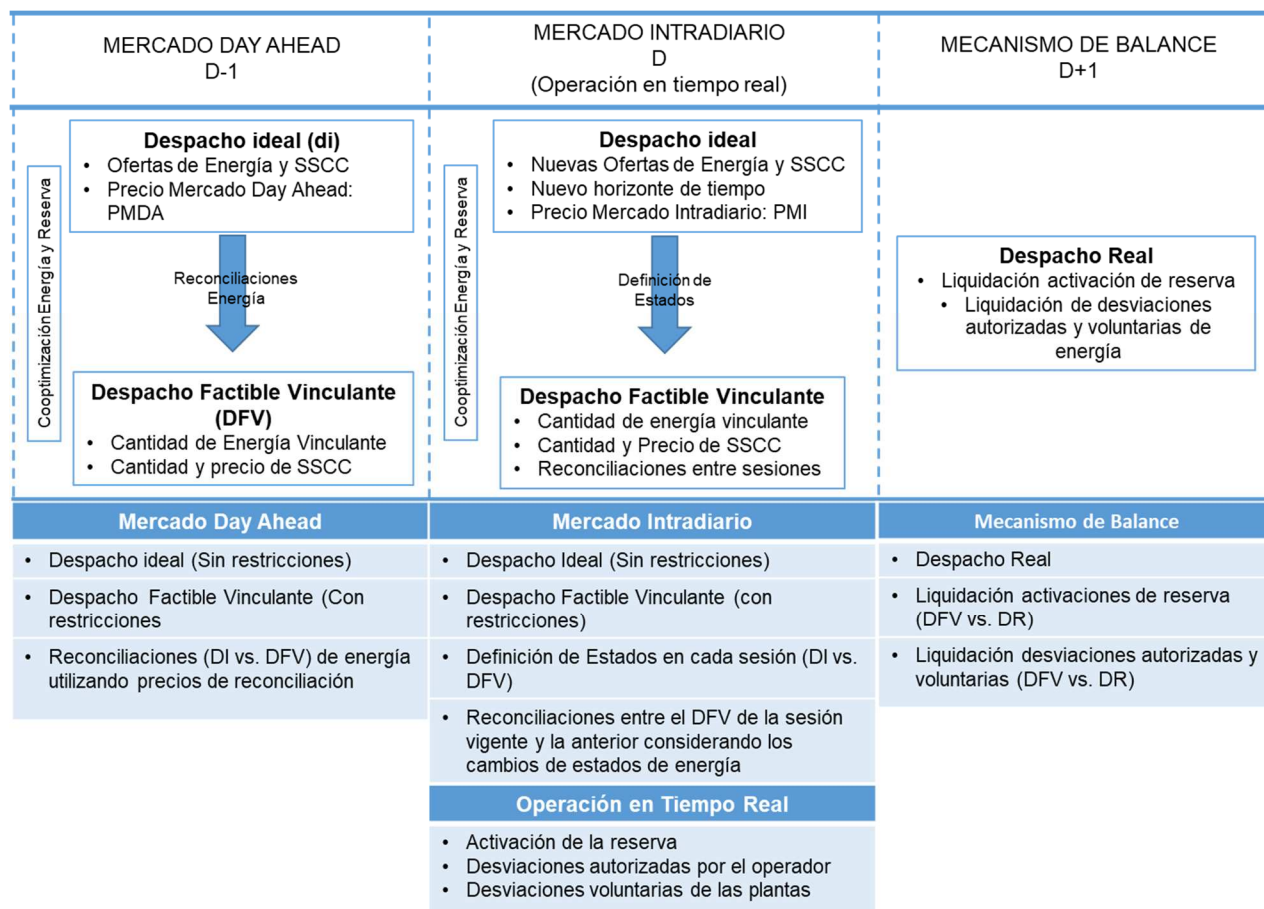 MERCADO DAY AHEAD
D-1
MERCADO INTRADIARIO
D
(Operación en tiempo real)
MECANISMO DE BALANCE
D+1
Cooptimización Energía y Reserva
Despacho ideal (di)
• Ofertas de Energía y SSCC
• Precio Mercado Day Ahead:
PMDA
Reconciliaciones
Energía
Despacho Factible Vinculante
(DFV)
• Cantidad de Energía Vinculante
• Cantidad y precio de SSCC
Cooptimización Energía y Reserva
Despacho ideal
• Nuevas Ofertas de Energía y SSCC
• Nuevo horizonte de tiempo
• Precio Mercado Intradiario: PMI
Definición de
Estados
Despacho Factible Vinculante
• Cantidad de energía vinculante
• Cantidad y Precio de SSCC
• Reconciliaciones entre sesiones
Despacho Real
• Liquidación activación de reserva
• Liquidación de desviaciones
autorizadas y voluntarias de
energía
Mercado Day Ahead
• Despacho ideal (Sin restricciones)
• Despacho Factible Vinculante (Con
restricciones
• Reconciliaciones (DI vs. DFV) de energía
utilizando precios de reconciliación
Mercado Intradiario
• Despacho Ideal (Sin restricciones)
• Despacho Factible Vinculante (con
restricciones)
• Definición de Estados en cada sesión (DI vs.
DFV)
• Reconciliaciones entre el DFV de la sesión
vigente y la anterior considerando los
cambios de estados de energía
Operación en Tiempo Real
• Activación de la reserva
• Desviaciones autorizadas por el operador
• Desviaciones voluntarias de las plantas
Mecanismo de Balance
• Despacho Real
• Liquidación activaciones de reserva
(DFV vs. DR)
• Liquidación desviaciones autorizadas y
voluntarias (DFV vs. DR)